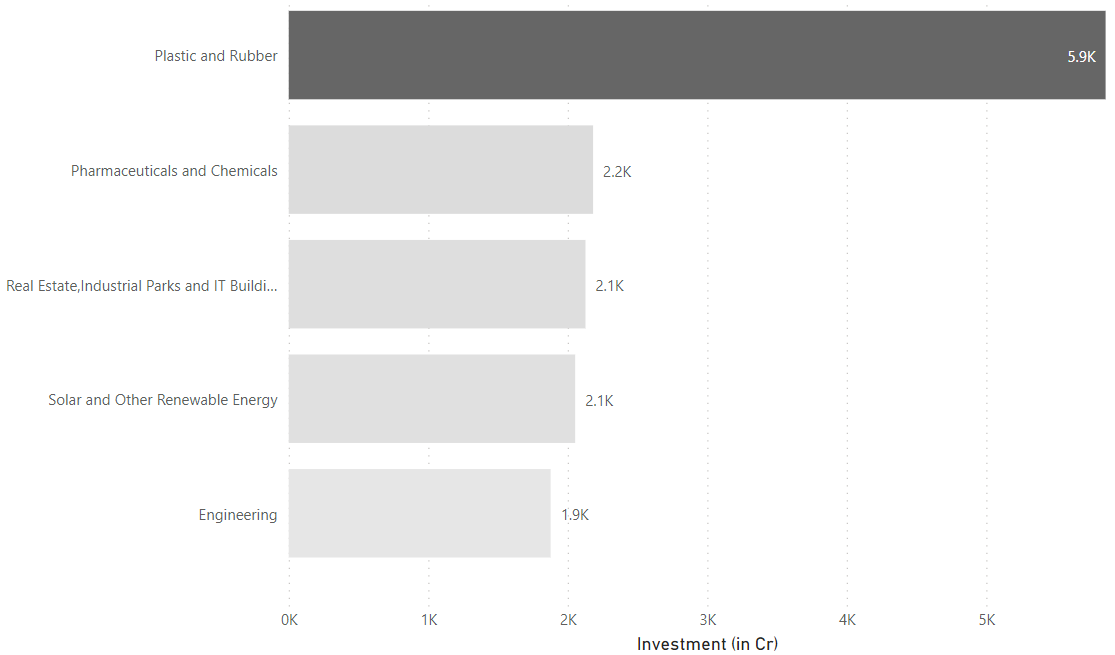 Plastic and Rubber 5.9K
Pharmaceuticals and Chemicals 2.2K
Real Estate,Industrial Parks and IT Buildi... 2.1K
Solar and Other Renewable Energy 2.1K
Engineering 1.9K
0K 1K 2K 3K 4K 5K
Investment (in Cr)